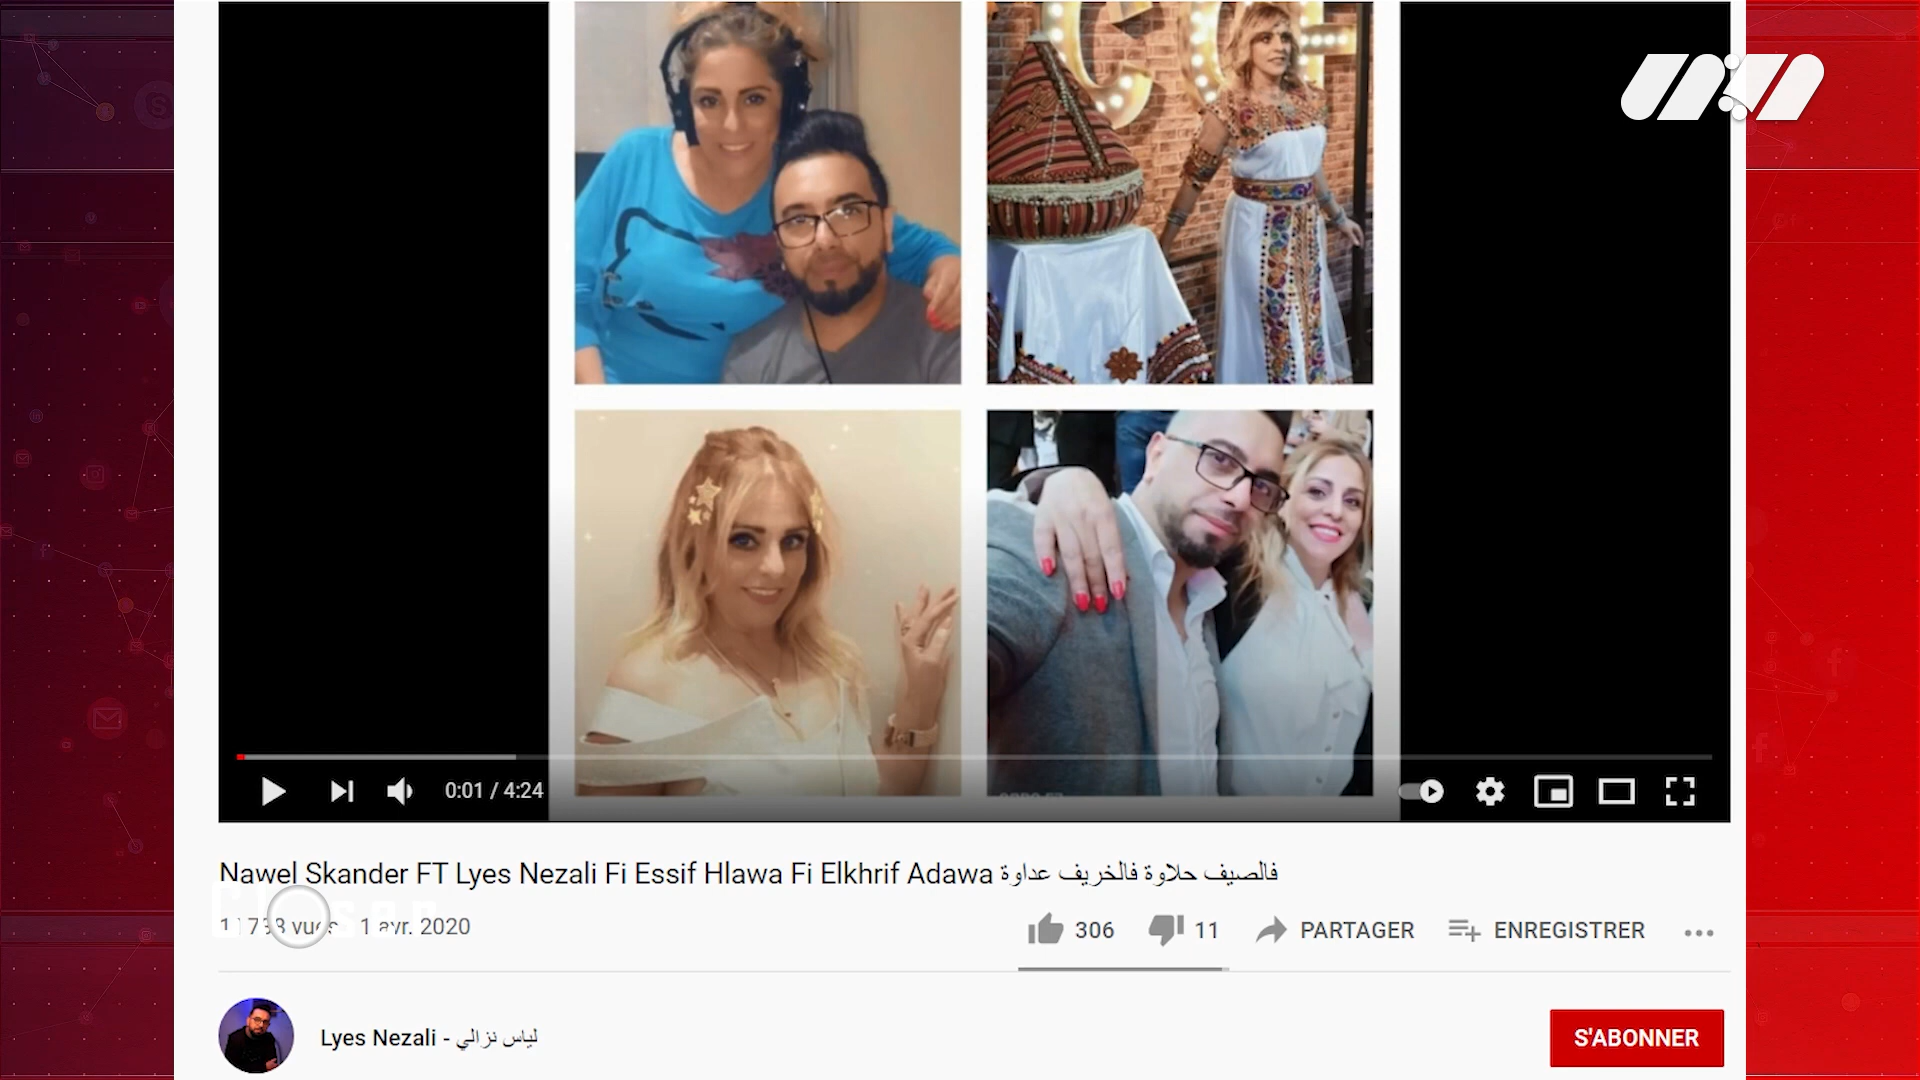 0:01 / 4:24
Nawel Skander FT Lyes Nezali Fi Essif Hlawa Fi Elkhrif Adawa فالصيف حلاوة فالخريف عداوة
vues 1 avr. 2020
306 11 PARTAGER ENREGISTRER
Lyes Nezali - لياس نزالي
S'ABONNER